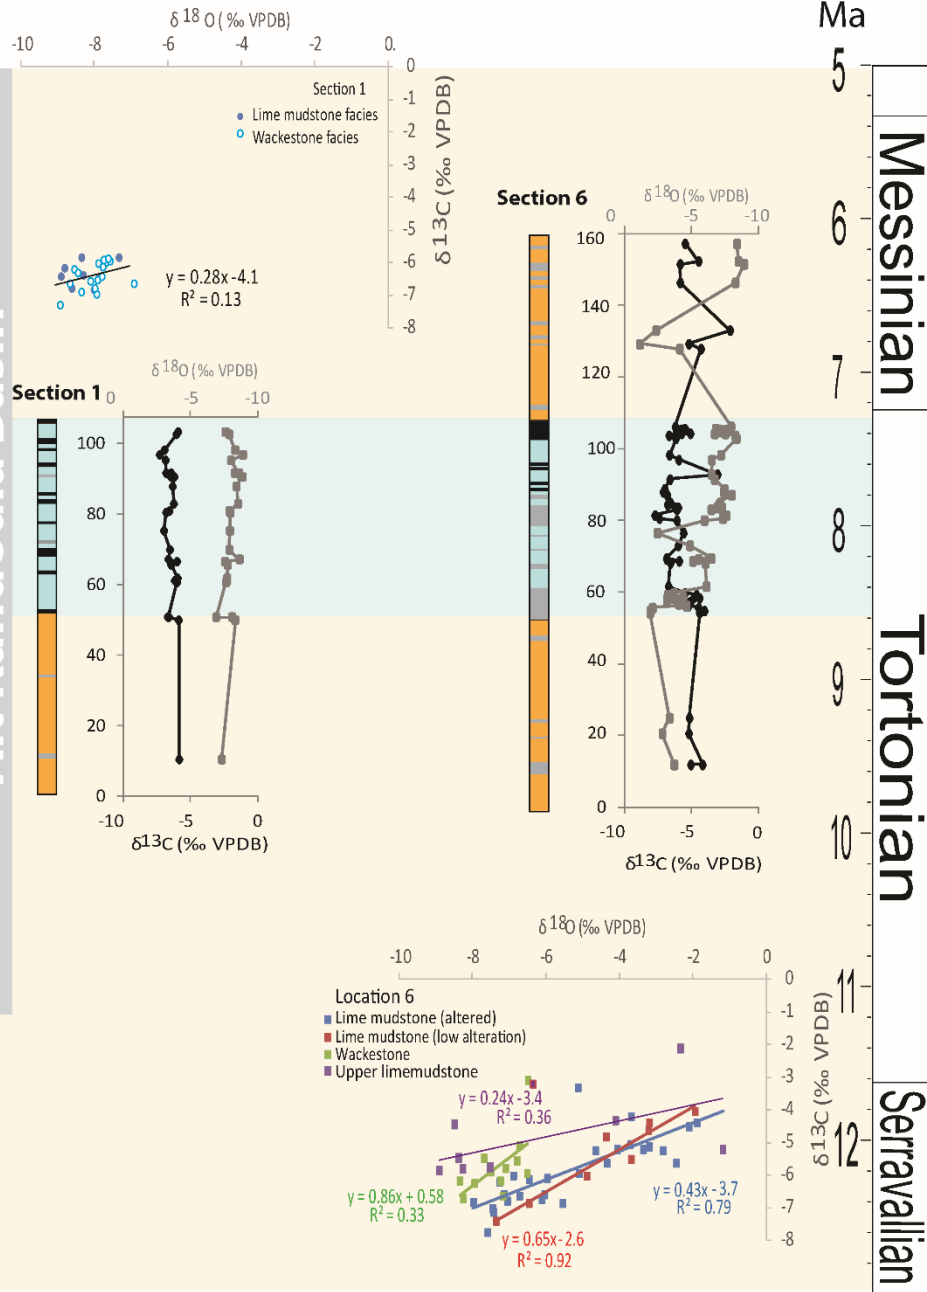 δ 18 O ( ‰ VPDB)
-10 -8 -6 -4 -2 0.
0
-1
-2
-3
-4
-5
-6
-7
-8
δ13C (‰ VPDB)
Section 1
Lime mudstone facies
Wackestone facies
y = 0.28x -4.1
R² = 0.13
Ma
5
6
7
8
9
10
11
12
Messinian
Tortonian
Serravallian
Section 6
δ 18O (‰ VPDB)
0 -5 -10
160
140
120
100
80
60
40
20
0
-10 -5 0
δ13C (‰ VPDB)
δ 18O (‰ VPDB)
Section 1
0 -5 -10
100
80
60
40
20
0
-10 -5 0
δ13C (‰ VPDB)
δ 18O (‰ VPDB)
-10 -8 -6 -4 -2 0
0
-1
-2
-3
-4
-5
-6
-7
-8
δ13C (‰ VPDB)
Location 6
Lime mudstone (altered)
Lime mudstone (low alteration)
Wackestone
Upper limemudstone
y = 0.24x -3.4
R² = 0.36
y = 0.86x + 0.58
R² = 0.33
y = 0.43x -3.7
R² = 0.79
y = 0.65x -2.6
R² = 0.92